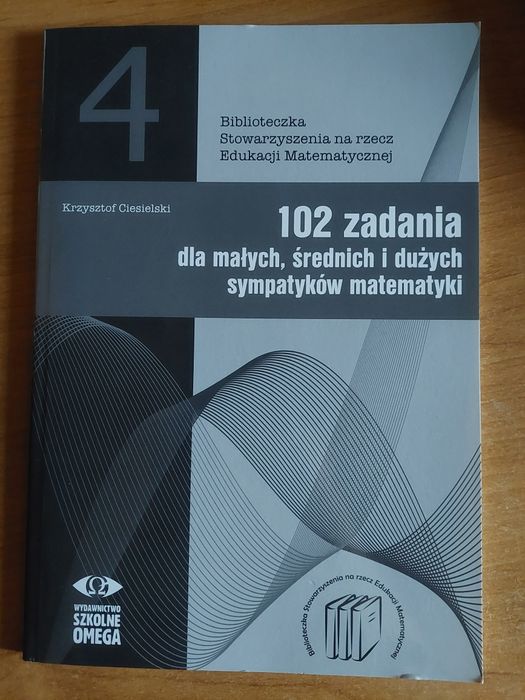 4
Biblioteczka
Stowarzyszenia na rzecz
Edukacji Matematycznej
Krzysztof Ciesielski
102 zadania
dla małych, średnich i dużych
sympatyków matematyki
WYDAWNICTWO
SZKOLNE
OMEGA
Biblioteczka Stowarzyszenia na rzecz Edukacji Matematycznej